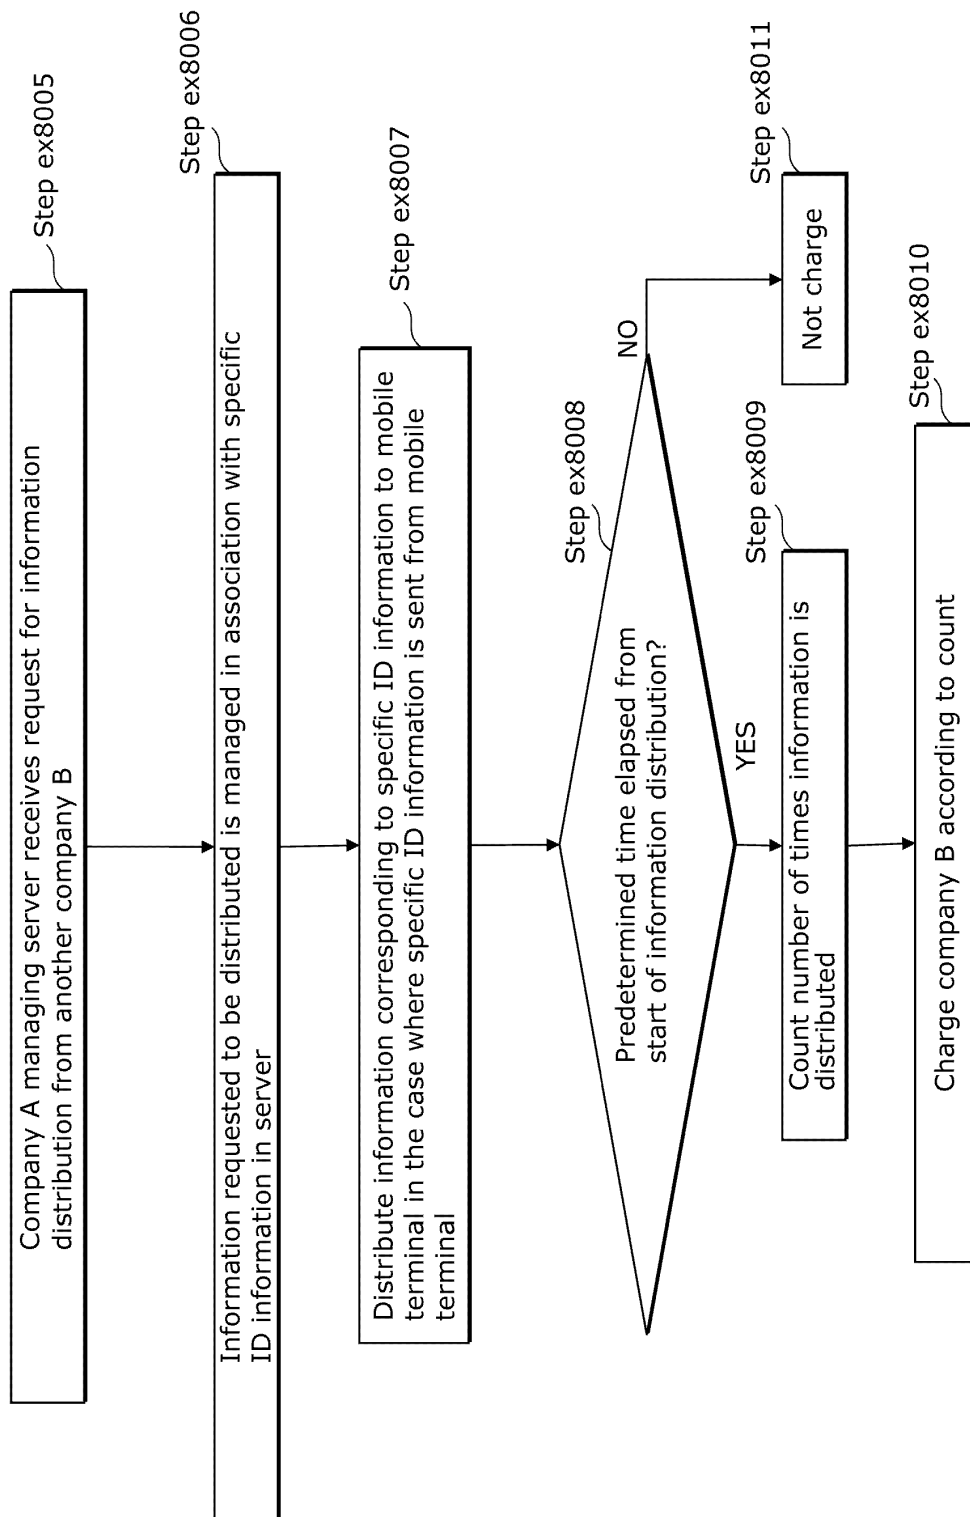 Step ex8005
Company A managing server receives request for information
distribution from another company B
Step ex8006
Information requested to be distributed is managed in association with specific
ID information in server
Step ex8007
Distribute information corresponding to specific ID information to mobile
terminal in the case where specific ID information is sent from mobile
terminal
Step ex8008
Predetermined time elapsed from
start of information distribution?
NO
YES
Step ex8011
Not charge
Step ex8009
Count number of times information is
distributed
Step ex8010
Charge company B according to count